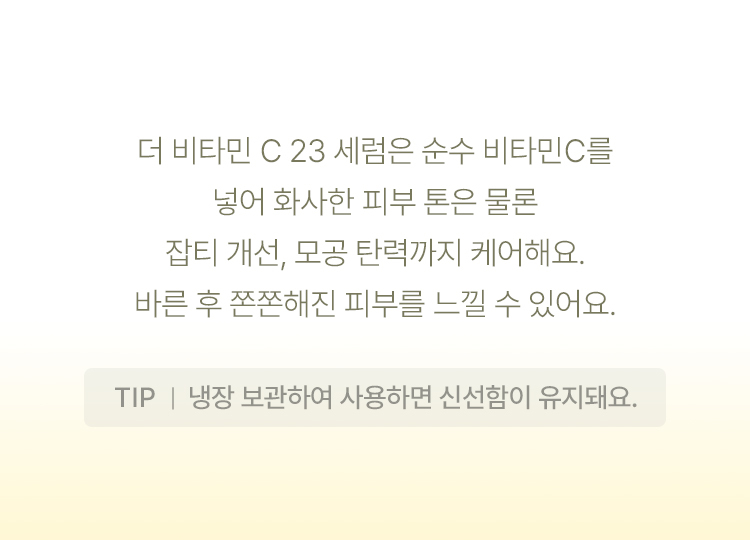 더 비타민 C 23 세럼은 순수 비타민C를
넣어 화사한 피부 톤은 물론
잡티 개선, 모공 탄력까지 케어해요.
바른 후 쫀쫀해진 피부를 느낄 수 있어요.
TIP | 냉장 보관하여 사용하면 신선함이 유지돼요.